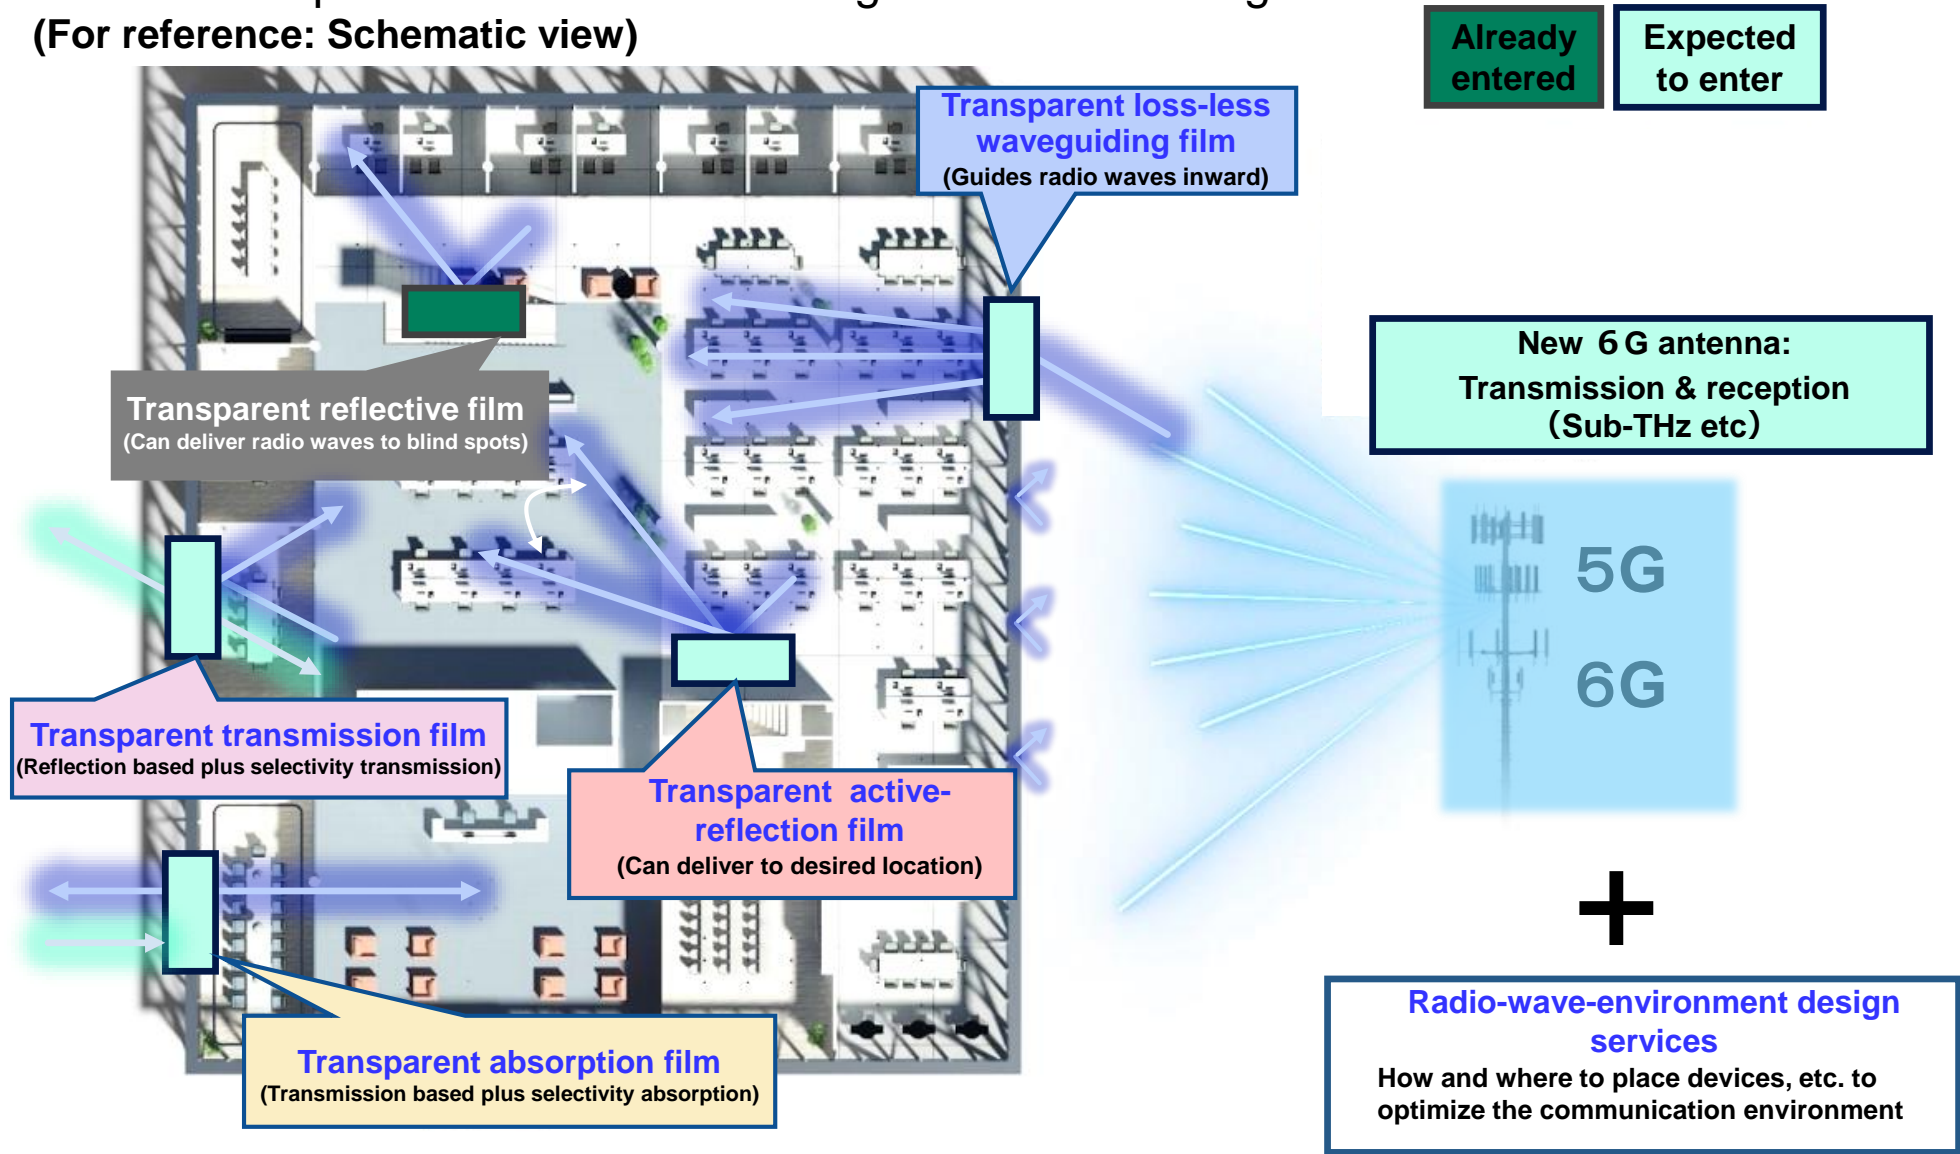 (For reference: Schematic view)
Already
entered
Expected
to enter
Transparent loss-less
waveguiding film
(Guides radio waves inward)
New ６G antenna:
Transmission & reception
（Sub-THz etc）
Transparent reflective film
(Can deliver radio waves to blind spots)
5G
6G
Transparent transmission film
(Reflection based plus selectivity transmission)
Transparent active-
reflection film
(Can deliver to desired location)
+
Transparent absorption film
(Transmission based plus selectivity absorption)
Radio-wave-environment design
services
How and where to place devices, etc. to
optimize the communication environment